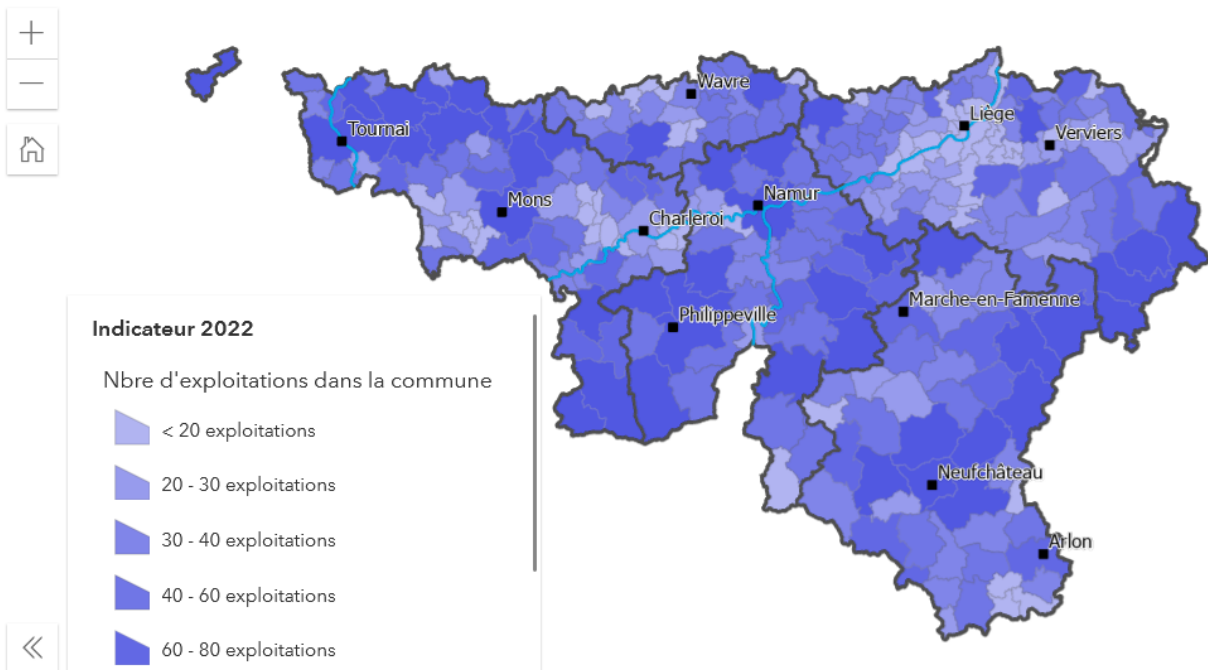 Wavre
Liège
Tournai
Verviers
Mons
Namur
Charleroi
Marche-en-Famenne
Philippeville
Indicateur 2022
Nbre d'exploitations dans la commune
< 20 exploitations
20 - 30 exploitations
30 - 40 exploitations
40 - 60 exploitations
60 - 80 exploitations
Neufchâteau
Arlon